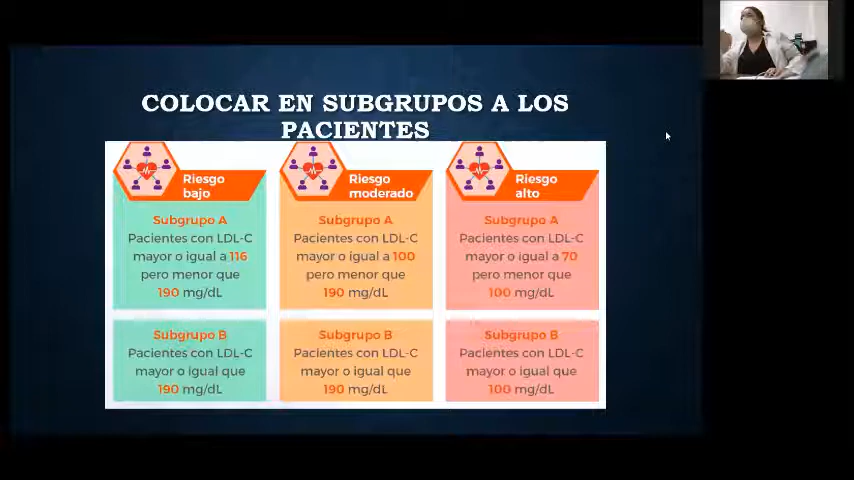 COLOCAR EN SUBGRUPOS A LOS
PACIENTES
Riesgo
bajo
Subgrupo A
Pacientes con LDL-C
mayor o igual a 116
pero menor que
190 mg/dL
Subgrupo B
Pacientes con LDL-C
mayor o igual que
190 mg/dL
Riesgo
moderado
Subgrupo A
Pacientes con LDL-C
mayor o igual a 100
pero menor que
190 mg/dL
Subgrupo B
Pacientes con LDL-C
mayor o igual que
190 mg/dL
Riesgo
alto
Subgrupo A
Pacientes con LDL-C
mayor o igual a 70
pero menor que
100 mg/dL
Subgrupo B
Pacientes con LDL-C
mayor o igual que
100 mg/dL